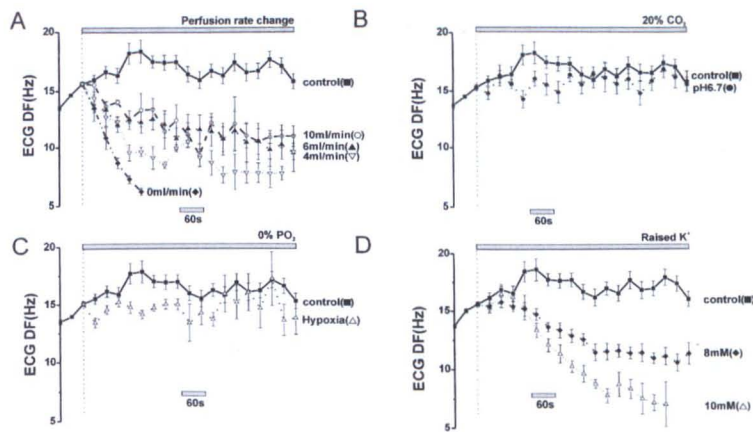 A
Perfusion rate change
20
15
10
5
ECG DF(Hz)
control(■)
10ml/min(○)
6ml/min(▲)
4ml/min(▽)
0ml/min(◆)
60s
B
20% CO₂
20
15
10
5
ECG DF(Hz)
control(■)
pH6.7(●)
60s
C
0% PO₂
20
15
10
5
ECG DF(Hz)
control(■)
Hypoxia(△)
60s
D
Raised K⁺
20
15
10
5
ECG DF(Hz)
control(■)
8mM(◆)
10mM(△)
60s